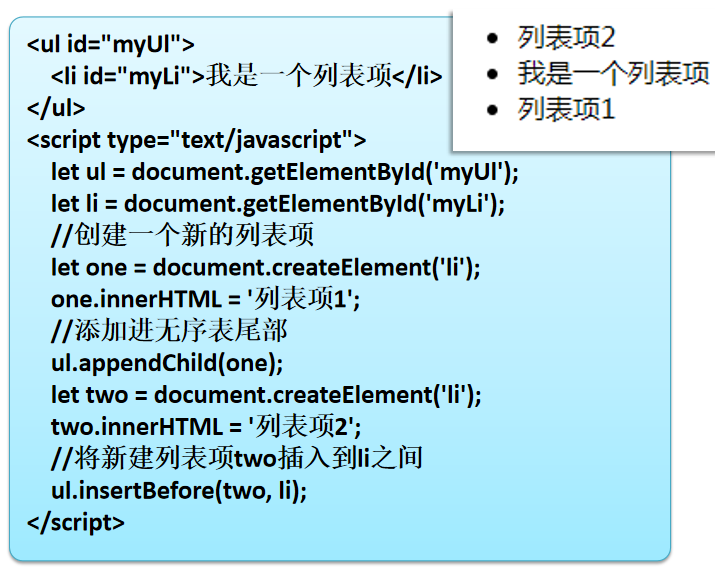 <ul id="myUl">
<li id="myLi">我是一个列表项</li>
</ul>
<script type="text/javascript">
let ul = document.getElementById('myUl');
let li = document.getElementById('myLi');
//创建一个新的列表项
let one = document.createElement('li');
one.innerHTML = '列表项1';
//添加进无序表尾部
ul.appendChild(one);
let two = document.createElement('li');
two.innerHTML = '列表项2';
//将新建列表项two插入到li之间
ul.insertBefore(two, li);
</script>
• 列表项2
• 我是一个列表项
• 列表项1